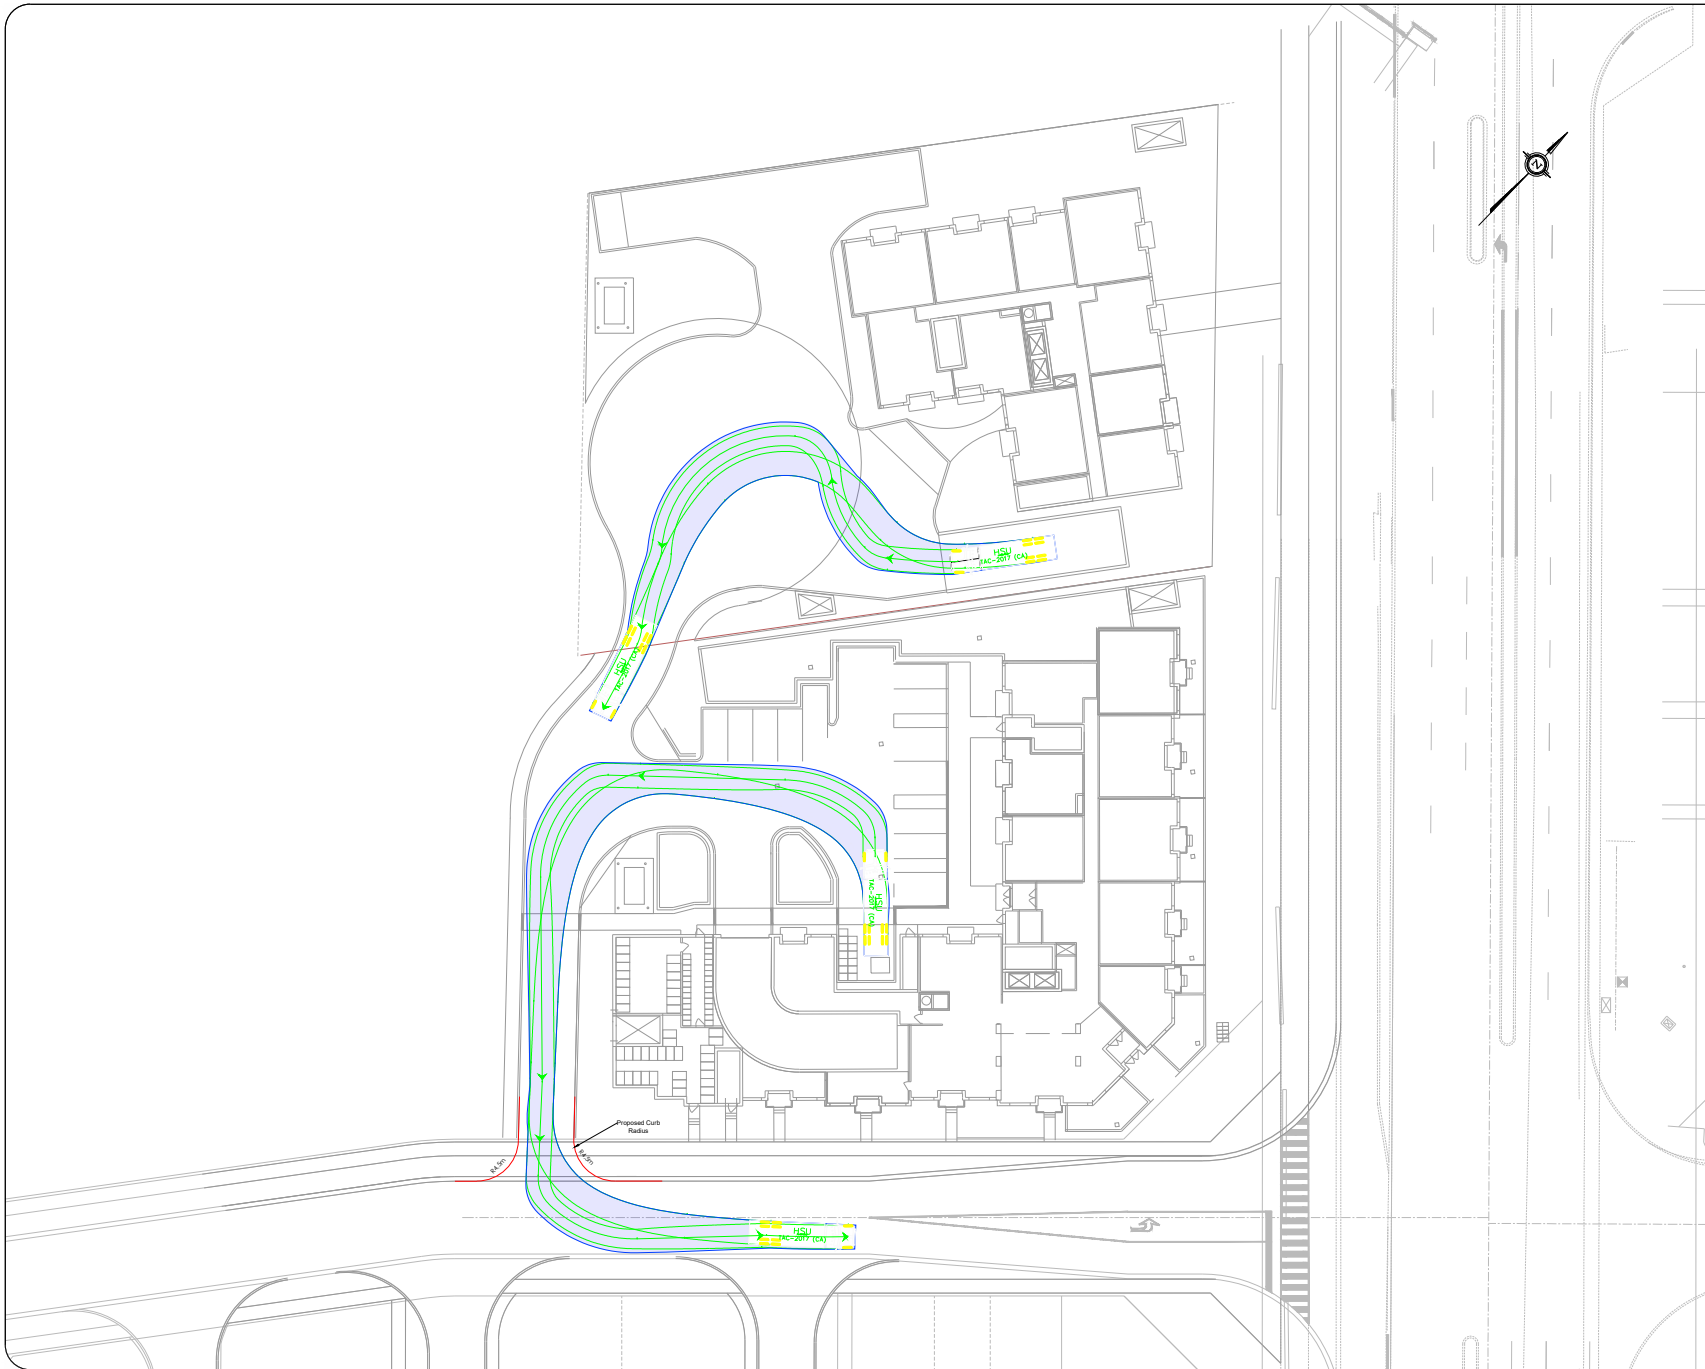 N
HSU
TAC-2017 (CA)
HSU
TAC-2017 (CA)
HSU
TAC-2017 (CA)
Proposed Curb
Radius
R4.5m
R4.5m
HSU
TAC-2017 (CA)